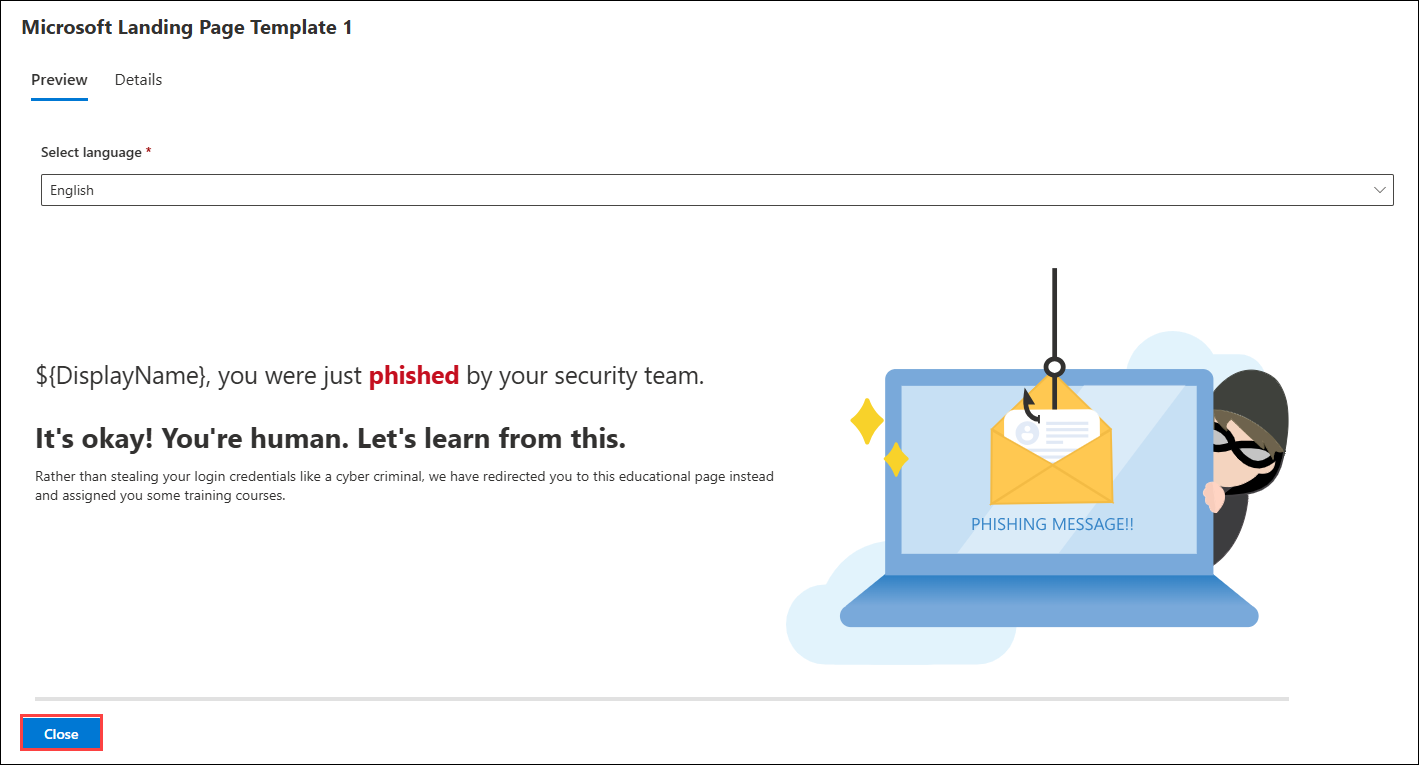 Microsoft Landing Page Template 1
Preview Details
Select language *
English
${DisplayName}, you were just phished by your security team.
It's okay! You're human. Let's learn from this.
Rather than stealing your login credentials like a cyber criminal, we have redirected you to this educational page instead
and assigned you some training courses.
PHISHING MESSAGE!!
Close